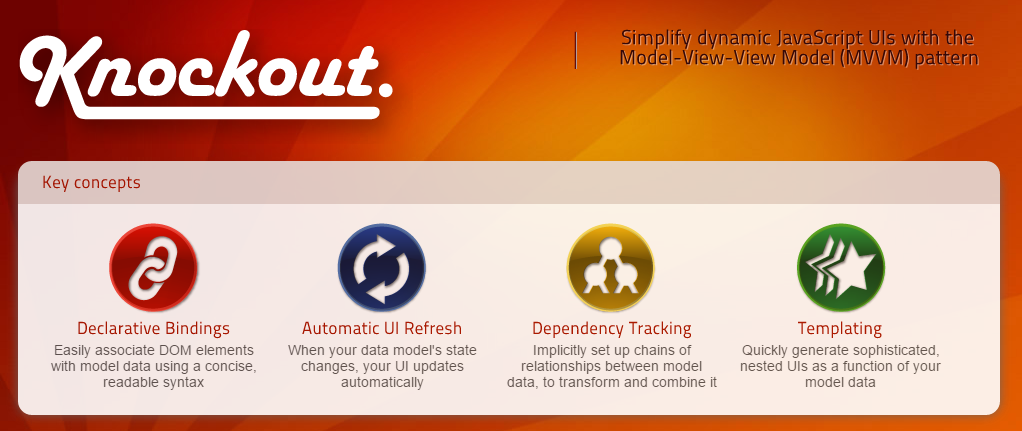 Knockout.
Simplify dynamic JavaScript UIs with the
Model-View-View Model (MVVM) pattern
Key concepts
Declarative Bindings
Easily associate DOM elements
with model data using a concise,
readable syntax
Automatic UI Refresh
When your data model's state
changes, your UI updates
automatically
Dependency Tracking
Implicitly set up chains of
relationships between model
data, to transform and combine it
Templating
Quickly generate sophisticated,
nested UIs as a function of your
model data